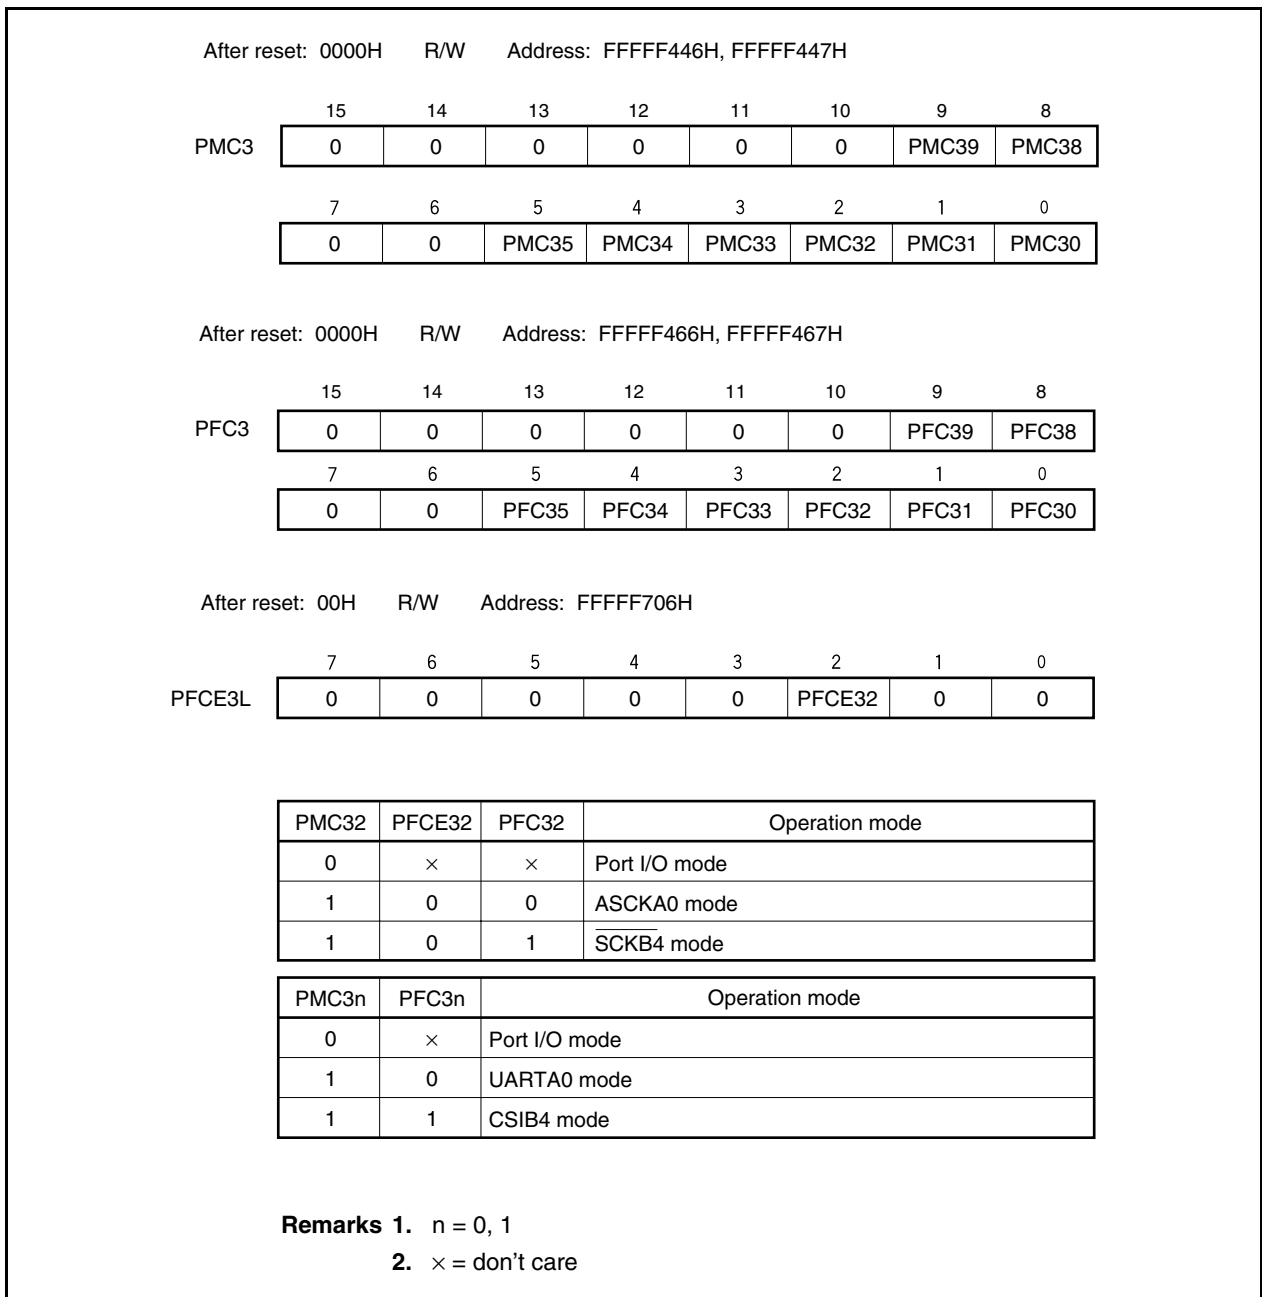 After reset: 0000H R/W Address: FFFFF446H, FFFFF447H
15 14 13 12 11 10 9 8
PMC3 0 0 0 0 0 0 PMC39 PMC38
7 6 5 4 3 2 1 0
0 0 PMC35 PMC34 PMC33 PMC32 PMC31 PMC30
After reset: 0000H R/W Address: FFFFF466H, FFFFF467H
15 14 13 12 11 10 9 8
PFC3 0 0 0 0 0 0 PFC39 PFC38
7 6 5 4 3 2 1 0
0 0 PFC35 PFC34 PFC33 PFC32 PFC31 PFC30
After reset: 00H R/W Address: FFFFF706H
7 6 5 4 3 2 1 0
PFCE3L 0 0 0 0 0 PFCE32 0 0
PMC32 PFCE32 PFC32 Operation mode
0 × × Port I/O mode
1 0 0 ASCKA0 mode
1 0 1 S̅C̅K̅B̅4 mode
PMC3n PFC3n Operation mode
0 × Port I/O mode
1 0 UARTA0 mode
1 1 CSIB4 mode
Remarks 1. n = 0, 1
2. × = don't care